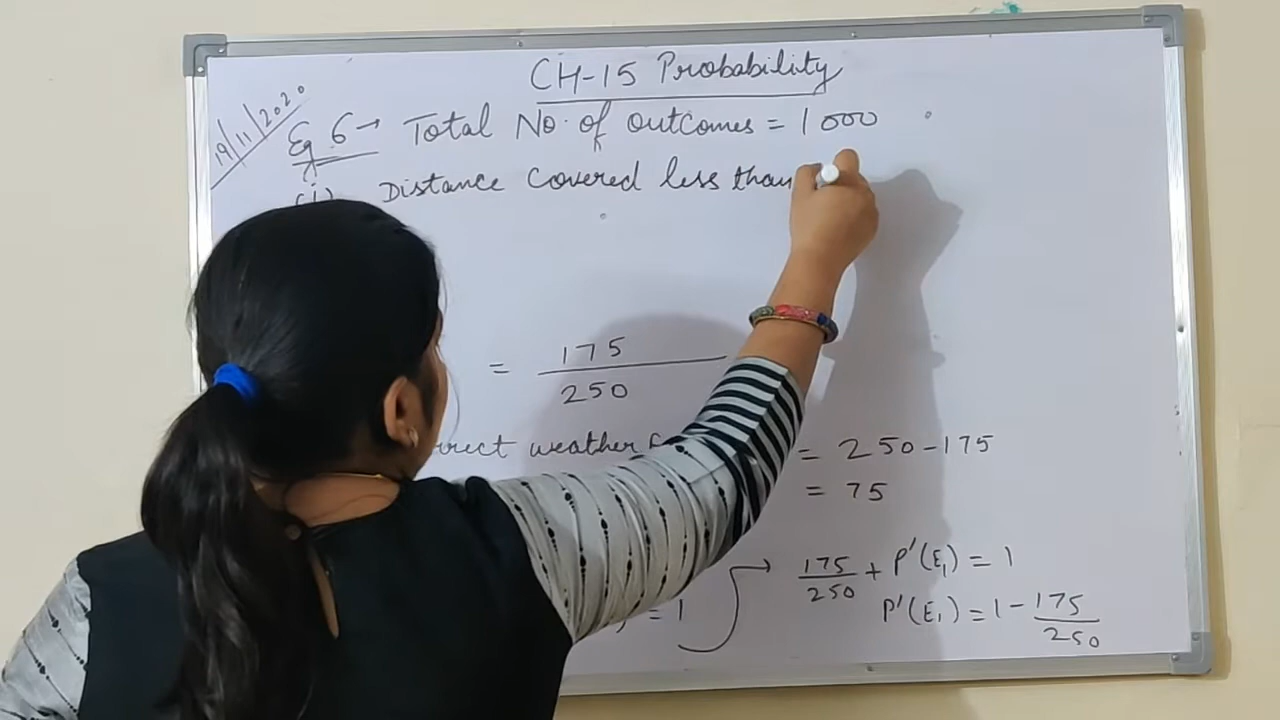 CH-15 Probability
19/11/2020
Eg 6 → Total No. of outcomes = 1000
(i) Distance covered less than
= 175/250
weather = 250-175
= 75
175/250 + P'(E₁) = 1
= 1
P'(E₁) = 1 - 175/250